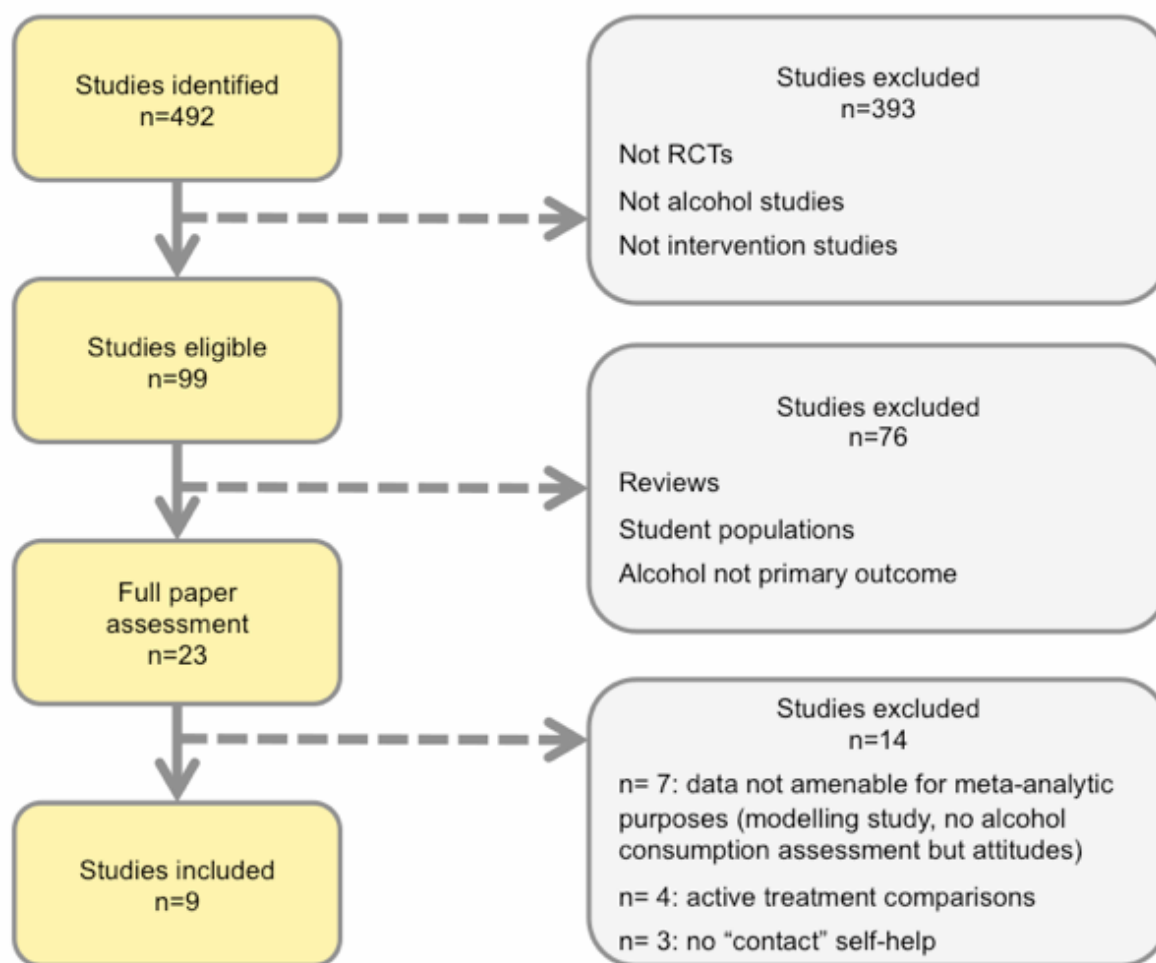 Studies identified
n=492
Studies excluded
n=393
Not RCTs
Not alcohol studies
Not intervention studies
Studies eligible
n=99
Studies excluded
n=76
Reviews
Student populations
Alcohol not primary outcome
Full paper
assessment
n=23
Studies excluded
n=14
n= 7: data not amenable for meta-analytic
purposes (modelling study, no alcohol
consumption assessment but attitudes)
n= 4: active treatment comparisons
n= 3: no “contact” self-help
Studies included
n=9